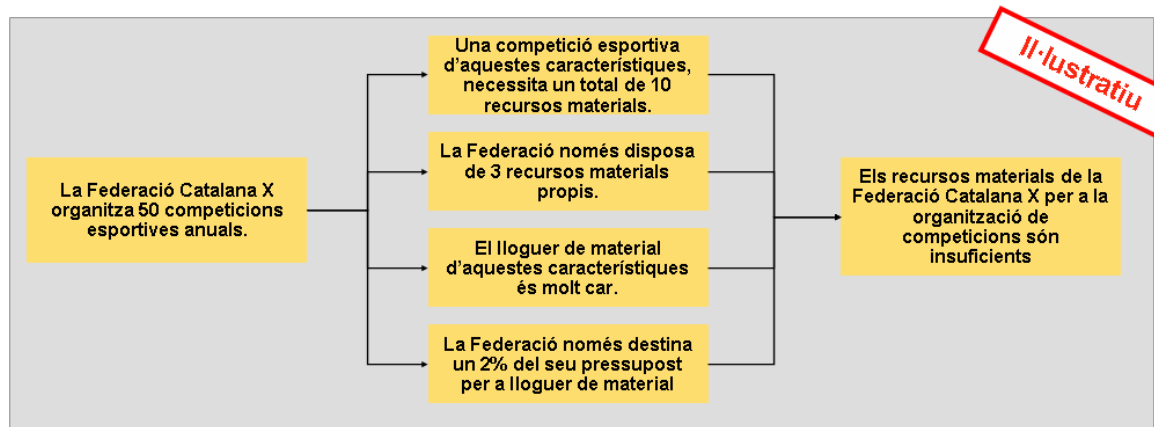 Il·lustratiu
La Federació Catalana X
organitza 50 competicions
esportives anuals.
Una competició esportiva
d'aquestes característiques,
necessita un total de 10
recursos materials.
La Federació només disposa
de 3 recursos materials
propis.
El lloguer de material
d'aquestes característiques
és molt car.
La Federació només destina
un 2% del seu pressupost
per a lloguer de material
Els recursos materials de la
Federació Catalana X per a la
organització de
competicions són
insuficients